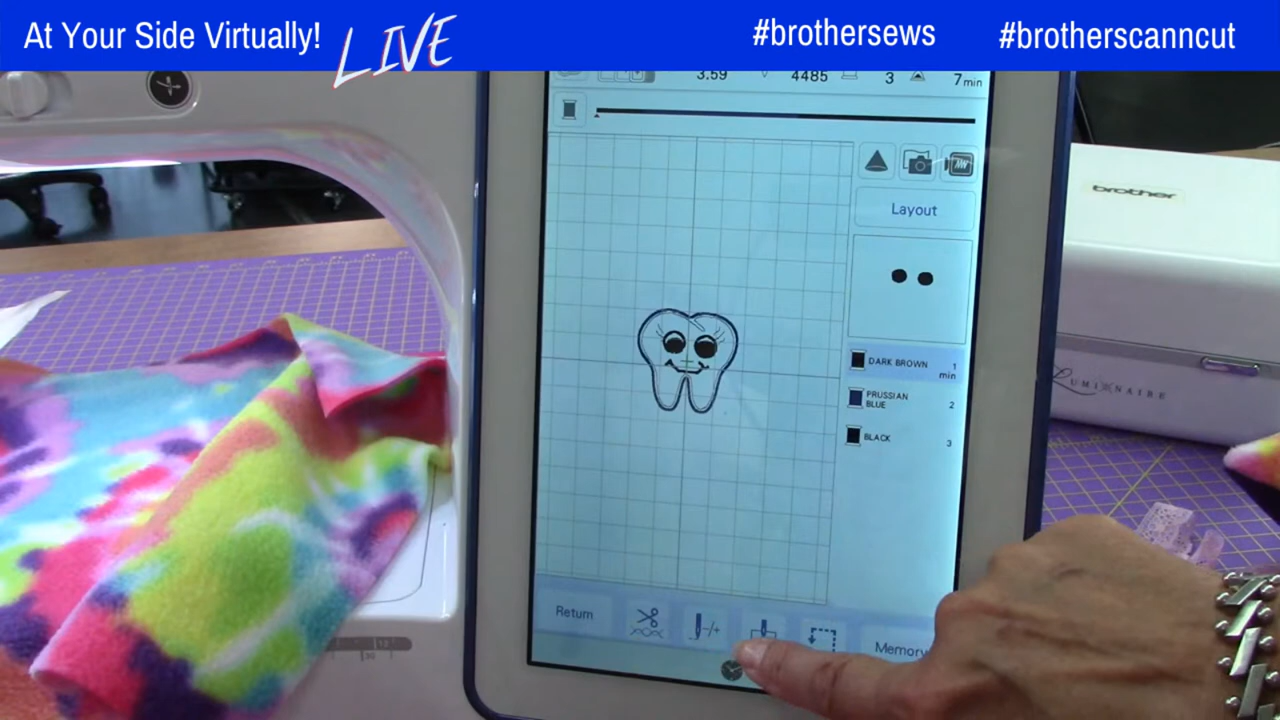 At Your Side Virtually! LIVE
#brothersews #brotherscanncut
3.59 4485 3 7min
Layout
DARK BROWN 1
min
PRUSSIAN
BLUE 2
BLACK 3
Return
-/+
Memory
brother
LUMINAIRE